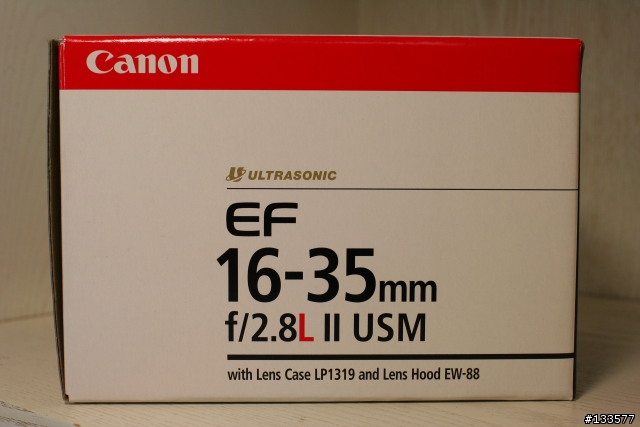 Canon
ULTRASONIC
EF
16-35mm
f/2.8L II USM
with Lens Case LP1319 and Lens Hood EW-88
#133577